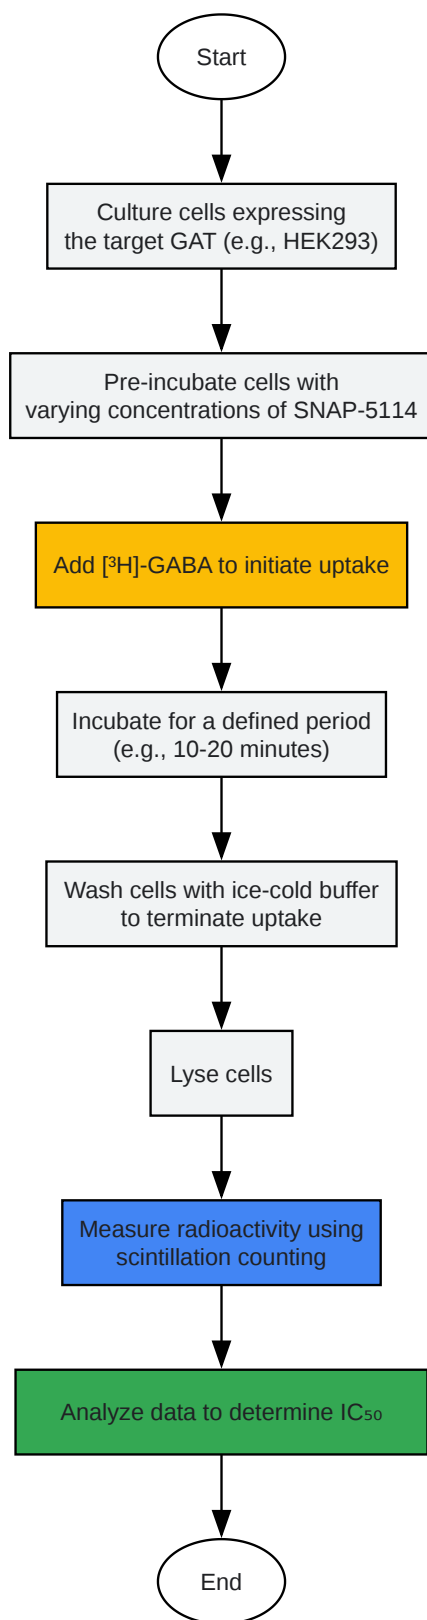 Start
Culture cells expressing
the target GAT (e.g., HEK293)
Pre-incubate cells with
varying concentrations of SNAP-5114
Add [³H]-GABA to initiate uptake
Incubate for a defined period
(e.g., 10-20 minutes)
Wash cells with ice-cold buffer
to terminate uptake
Lyse cells
Measure radioactivity using
scintillation counting
Analyze data to determine IC₅₀
End